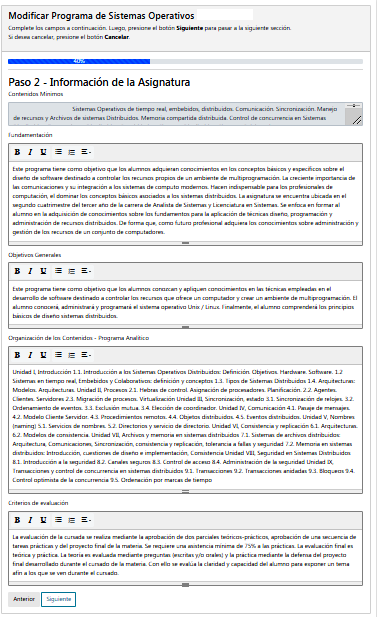 Modificar Programa de Sistemas Operativos
Complete los campos a continuación. Luego, presione el botón Siguiente para pasar a la siguiente sección.
Si desea cancelar, presione el botón Cancelar.
40%
Paso 2 - Información de la Asignatura
Contenidos Mínimos
Sistemas Operativos de tiempo real, embebidos, distribuidos. Comunicación. Sincronización. Manejo
de recursos y Archivos de sistemas Distribuidos. Memoria compartida distribuida. Control de concurrencia en Sistemas
Fundamentación
B I U
Este programa tiene como objetivo que los alumnos adquieran conocimientos en los conceptos básicos y específicos sobre el
diseño de software destinado a controlar los recursos propios de un ambiente de multiprogramación. La creciente importancia de
las comunicaciones y su integración a los sistemas de computo modernos. Hacen indispensable para los profesionales de
computación, el dominar los conceptos básicos asociados a los sistemas distribuidos. La asignatura se encuentra ubicada en el
segundo cuatrimestre del tercer año de la carrera de Analista de Sistemas y Licenciatura en Sistemas. Se enfoca en formar al
alumno en la adquisición de conocimientos sobre los fundamentos para la aplicación de técnicas diseño, programación y
administración de recursos distribuidos. De forma que, como futuro profesional adquiera los conocimientos sobre administración y
gestión de los recursos de un conjunto de computadores.
Objetivos Generales
B I U
Este programa tiene como objetivo que los alumnos conozcan y apliquen conocimientos en las técnicas empleadas en el
desarrollo de software destinado a controlar los recursos que ofrece un computador y crear un ambiente de multiprogramación. El
alumno conocerá, administrará y programará el sistema operativo Unix / Linux. Finalmente, el alumno comprenderá los principios
básicos de diseño sistemas distribuidos.
Organización de los Contenidos - Programa Analítico
B I U
Unidad I, Introducción 1.1. Introducción a los Sistemas Operativos Distribuidos: Definición. Objetivos. Hardware. Software. 1.2
Sistemas en tiempo real, Embebidos y Colaborativos: definición y conceptos 1.3. Tipos de Sistemas Distribuidos 1.4. Arquitecturas:
Modelos. Arquitecturas. Unidad II, Procesos 2.1. Hebras de control. Asignación de procesadores. Planificación. 2.2. Agentes.
Clientes. Servidores 2.3. Migración de procesos. Virtualización Unidad III, Sincronización, estado 3.1. Sincronización de relojes. 3.2.
Ordenamiento de eventos. 3.3. Exclusión mutua. 3.4. Elección de coordinador. Unidad IV, Comunicación 4.1. Pasaje de mensajes.
4.2. Modelo Cliente Servidor. 4.3. Procedimientos remotos. 4.4. Objetos distribuidos. 4.5. Eventos distribuidos. Unidad V, Nombres
(naming) 5.1. Servicios de nombres. 5.2. Directorios y servicio de directorio. Unidad VI, Consistencia y replicación 6.1. Arquitecturas.
6.2. Modelos de consistencia. Unidad VII, Archivos y memoria en sistemas distribuidos 7.1. Sistemas de archivos distribuidos:
Arquitectura, Comunicaciones, Sincronización, consistencia y replicación, tolerancia a fallas y seguridad 7.2. Memoria en sistemas
distribuidos: Introducción, cuestiones de diseño e implementación, Consistencia Unidad VIII, Seguridad en Sistemas Distribuidos
8.1. Introducción a la seguridad 8.2. Canales seguros 8.3. Control de acceso 8.4. Administración de la seguridad Unidad IX,
Transacciones y control de concurrencia en sistemas distribuidos 9.1. Transacciones 9.2. Transacciones anidadas 9.3. Bloqueos 9.4.
Control optimista de la concurrencia 9.5. Ordenación por marcas de tiempo
Criterios de evaluación
B I U
La evaluación de la cursada se realiza mediante la aprobación de dos parciales teóricos-prácticos, aprobación de una secuencia de
tareas prácticas y del proyecto final de la materia. Se requiere una asistencia mínima de 75% a las prácticas. La evaluación final es
teórica y práctica. La teoría es evaluada mediante preguntas (escritas y/o orales) y la práctica mediante la defensa del proyecto
final desarrollado durante el cursado de la materia. Con ello se evalúa la claridad y capacidad del alumno para exponer un tema
afín a los que se ven durante el cursado.
Anterior Siguiente